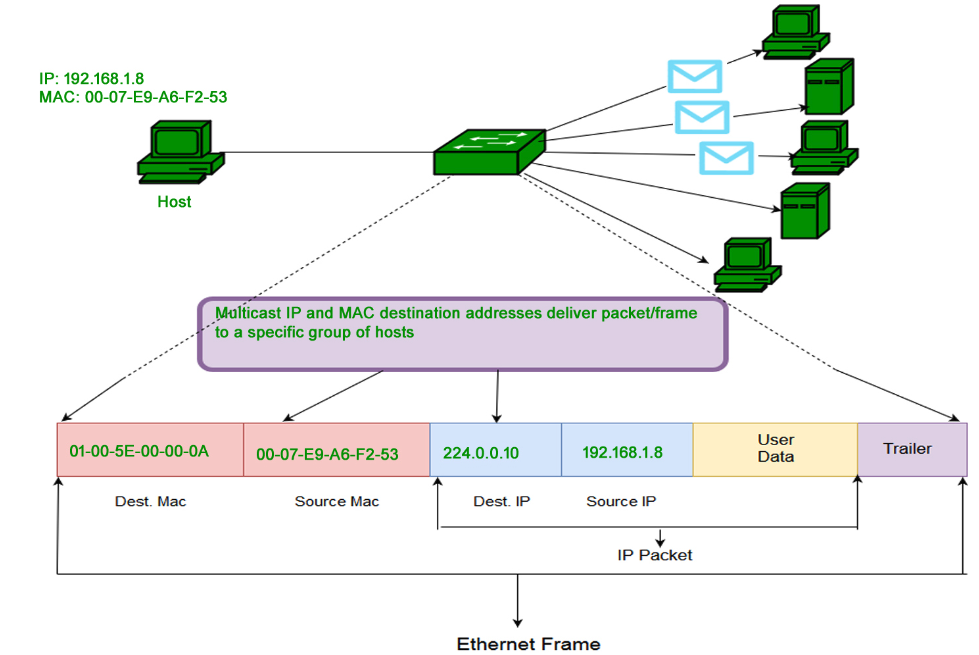 IP: 192.168.1.8
MAC: 00-07-E9-A6-F2-53
Host
Multicast IP and MAC destination addresses deliver packet/frame
to a specific group of hosts
01-00-5E-00-00-0A
00-07-E9-A6-F2-53
224.0.0.10
192.168.1.8
User
Data
Trailer
Dest. Mac
Source Mac
Dest. IP
Source IP
IP Packet
Ethernet Frame